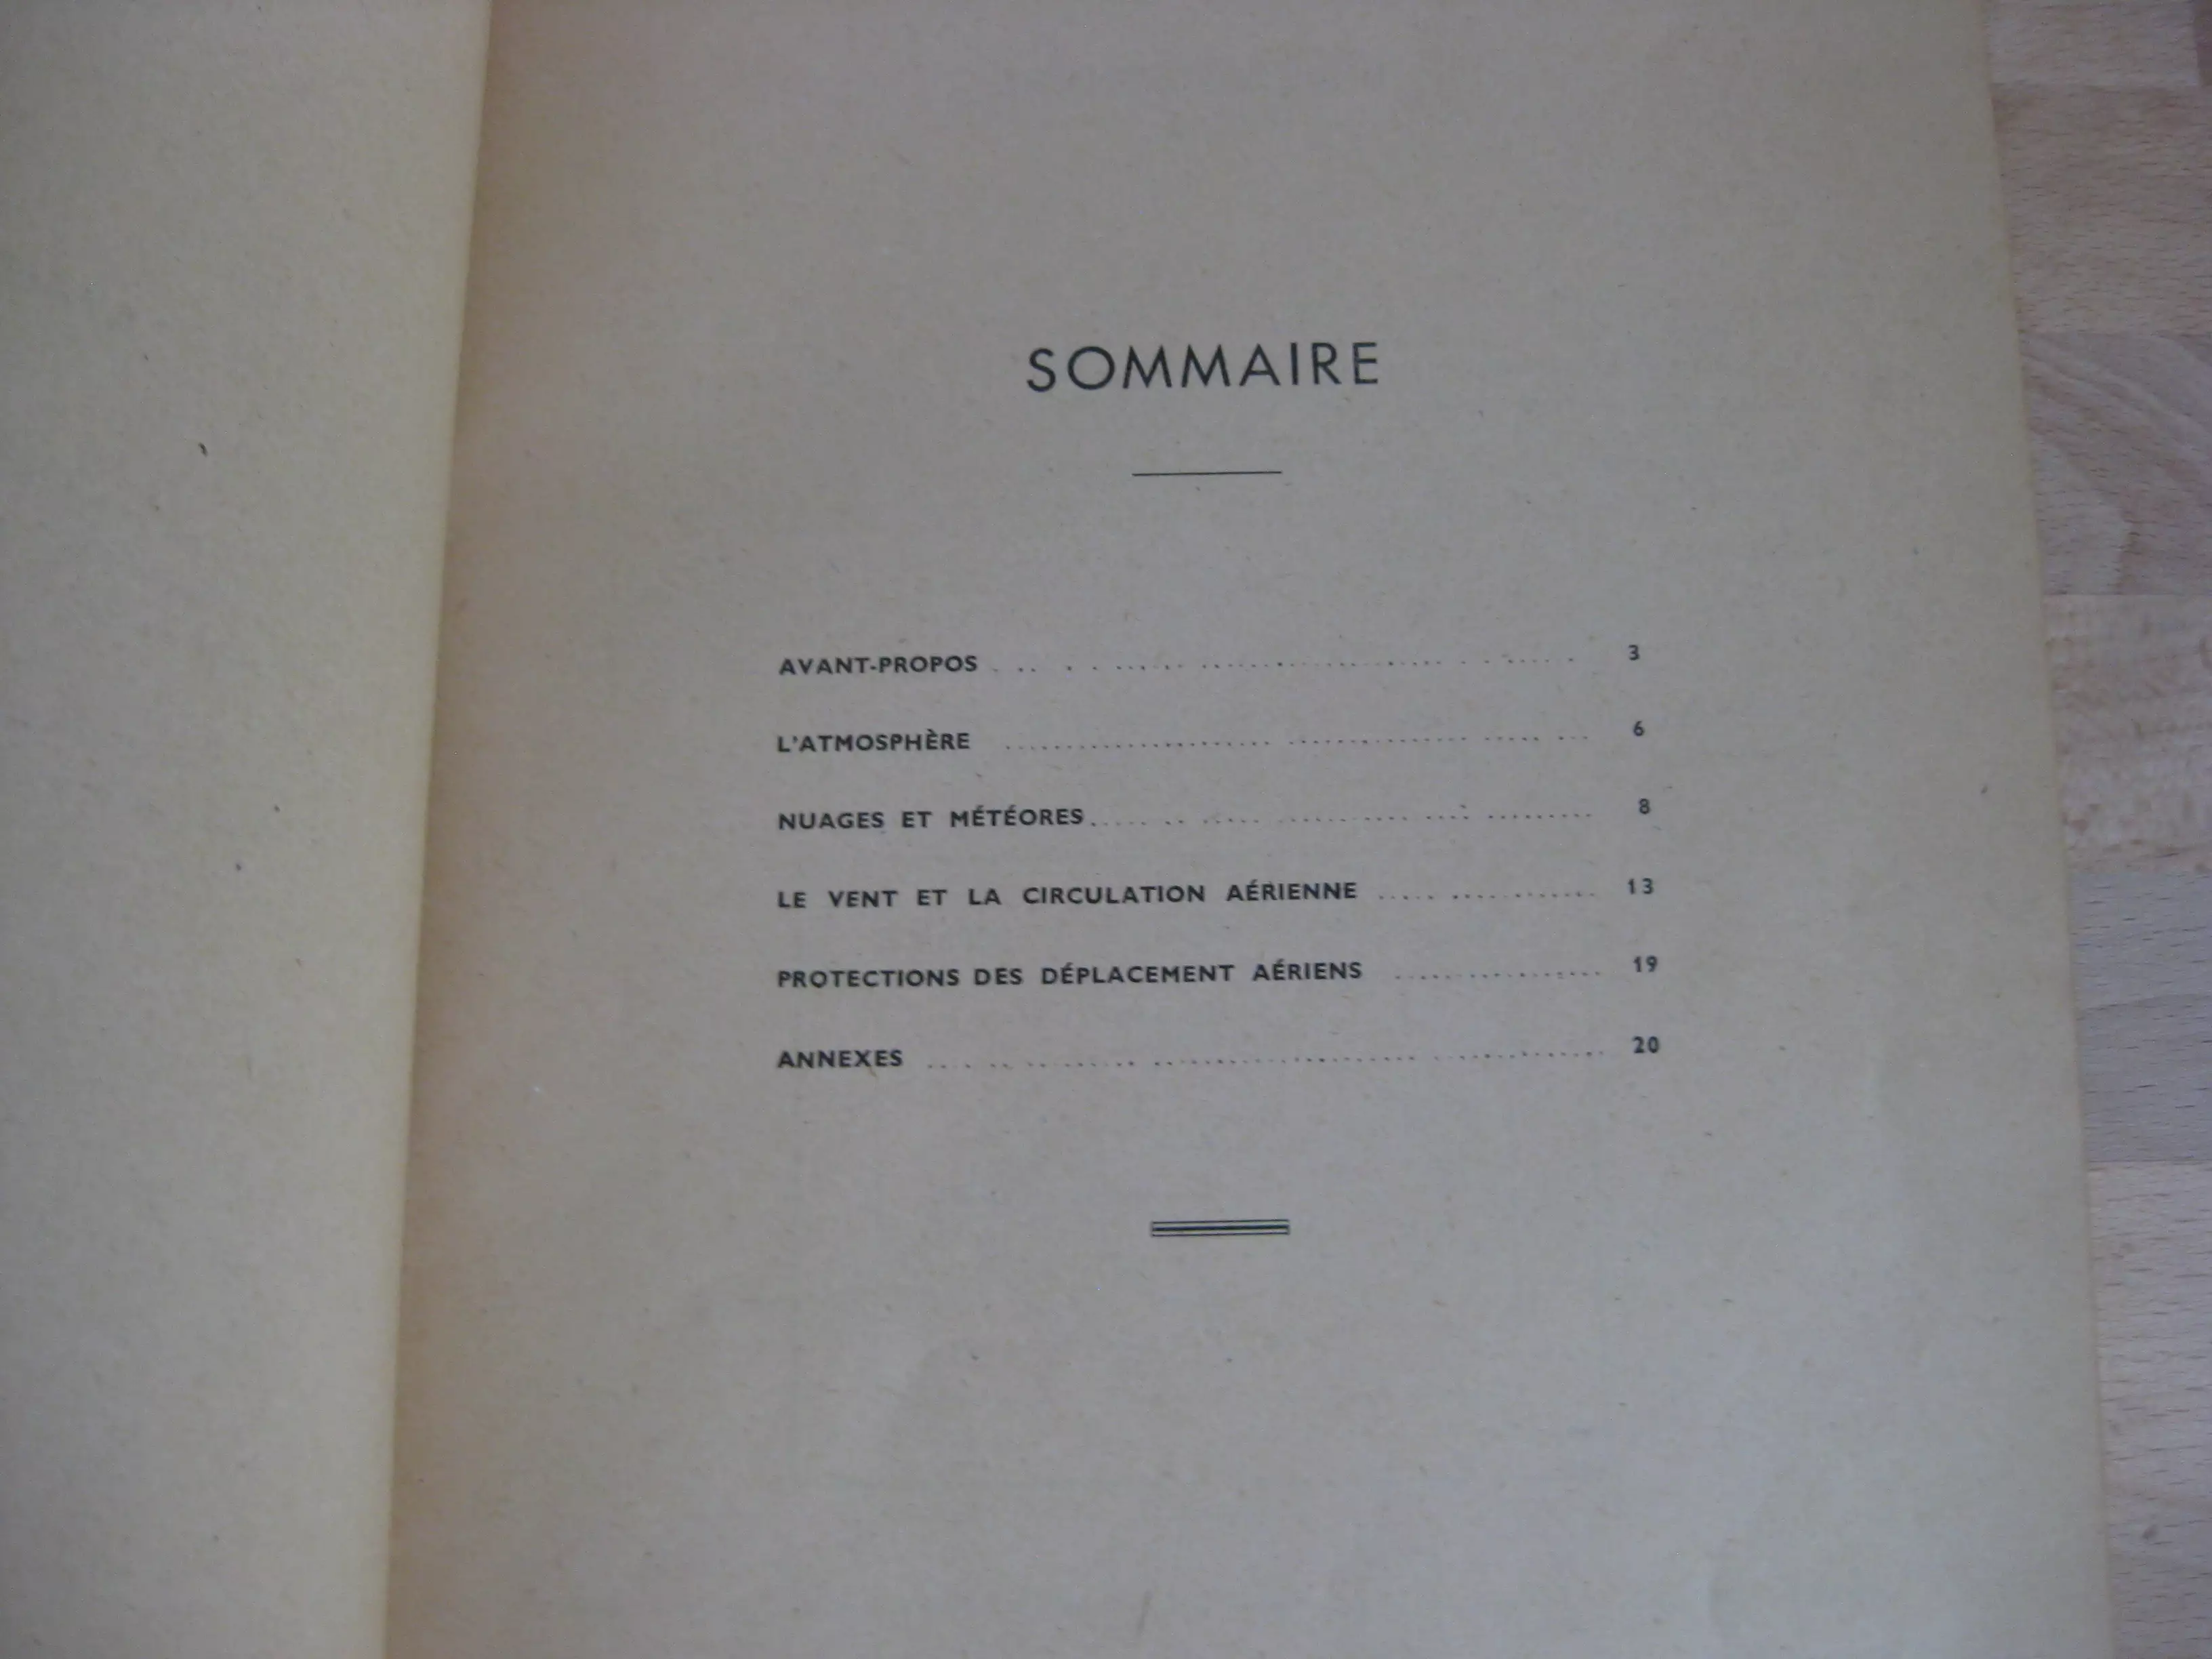 SOMMAIRE
AVANT-PROPOS 3
L'ATMOSPHÈRE 6
NUAGES ET MÉTÉORES 8
LE VENT ET LA CIRCULATION AÉRIENNE 13
PROTECTIONS DES DÉPLACEMENT AÉRIENS 19
ANNEXES 20